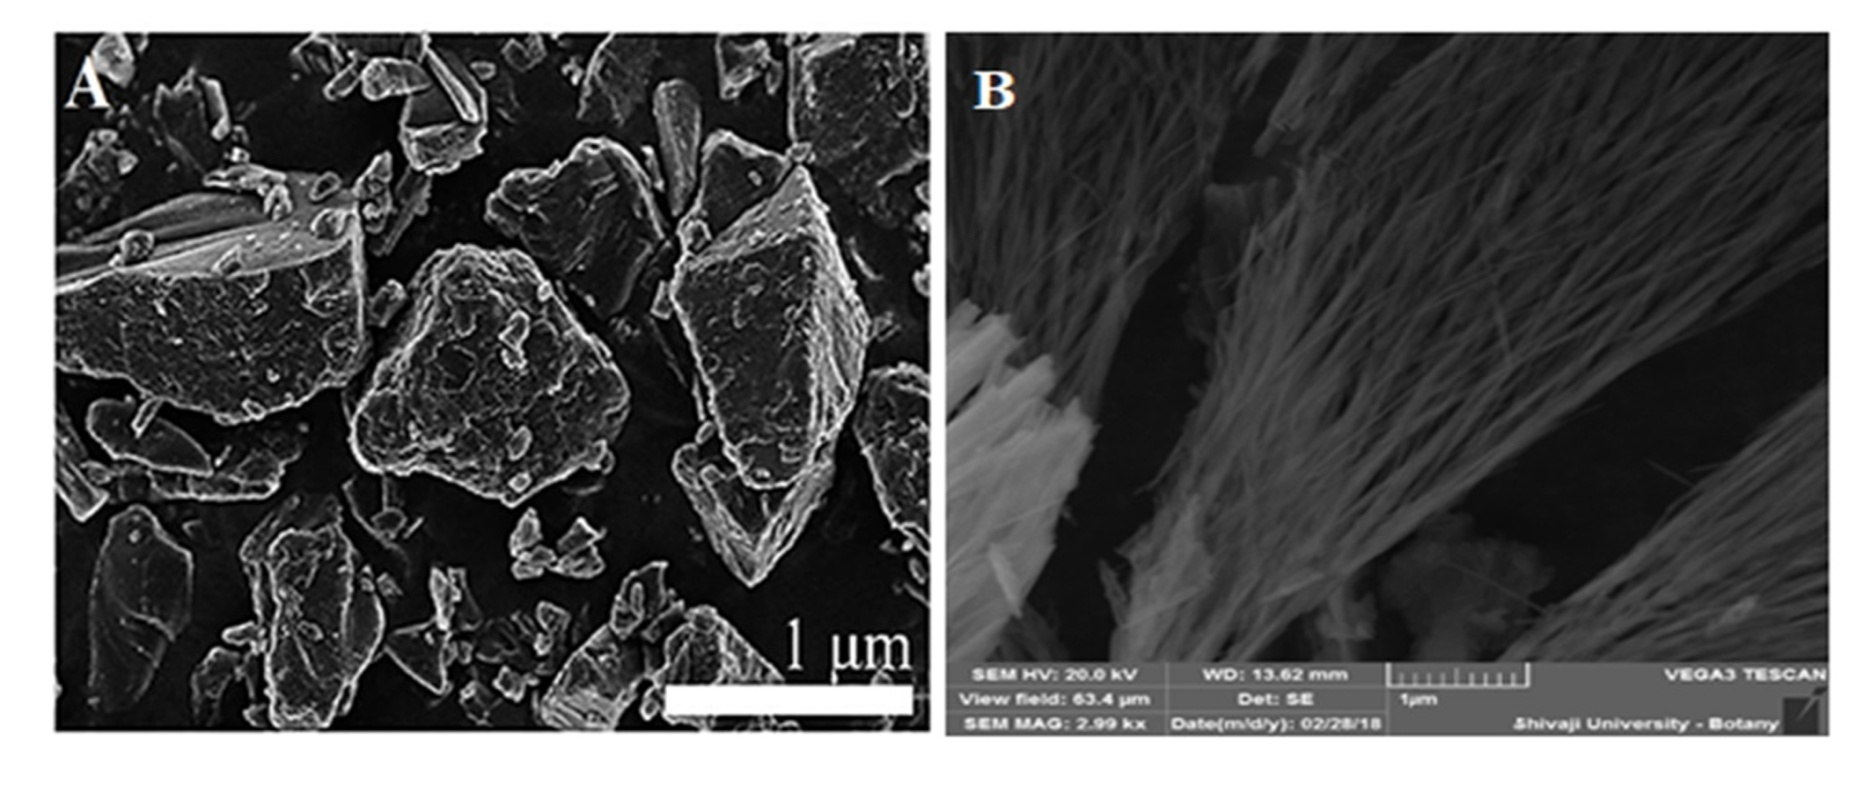 A
1 μm
B
SEM HV: 20.0 kV WD: 13.62 mm VEGA3 TESCAN
View field: 63.4 μm Det: SE 1μm
SEM MAG: 2.99 kx Date(m/d/y): 02/28/18 Shivaji University - Botany